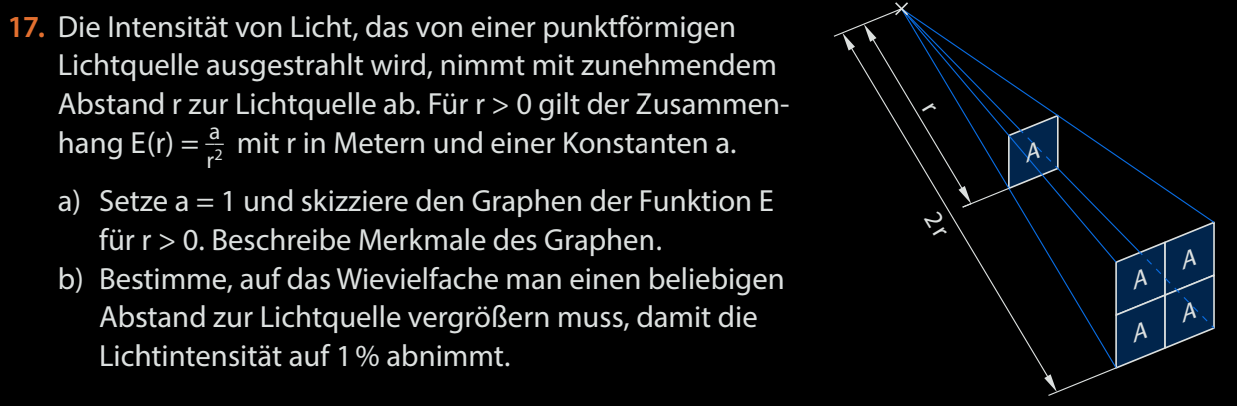 17. Die Intensität von Licht, das von einer punktförmigen
Lichtquelle ausgestrahlt wird, nimmt mit zunehmendem
Abstand r zur Lichtquelle ab. Für r > 0 gilt der Zusammen-
hang E(r) = a/r² mit r in Metern und einer Konstanten a.
a) Setze a = 1 und skizziere den Graphen der Funktion E
für r > 0. Beschreibe Merkmale des Graphen.
b) Bestimme, auf das Wievielfache man einen beliebigen
Abstand zur Lichtquelle vergrößern muss, damit die
Lichtintensität auf 1 % abnimmt.
r
A
2r
A A
A A